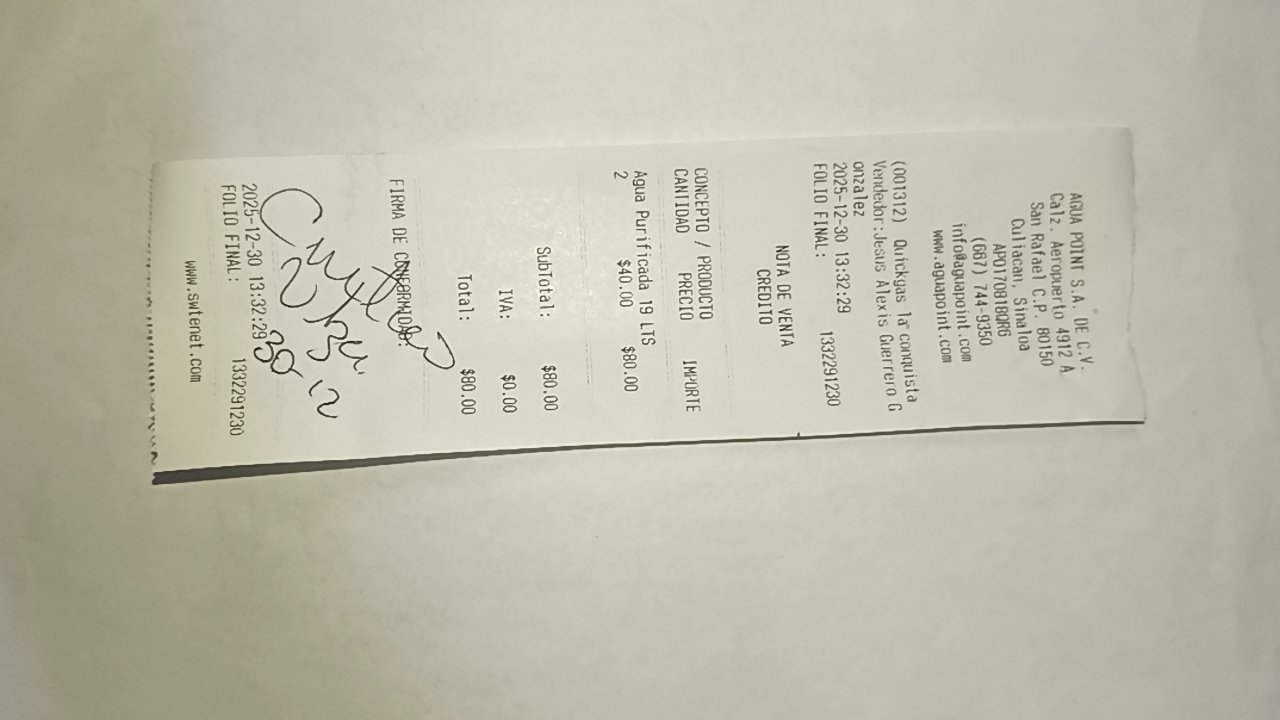 AGUA POINT S.A. DE C.V.
Calz. Aeropuerto 4912 A
San Rafael C.P. 80150
Culiacan, Sinaloa
APO170818QR6
(667) 744-9350
info@aguapoint.com
www.aguapoint.com
(001312) Quickgas la conquista
Vendedor:Jesus Alexis Guerrero G
onzalez
2025-12-30 13:32:29
FOLIO FINAL: 1332291230
NOTA DE VENTA
CREDITO
CONCEPTO / PRODUCTO
CANTIDAD PRECIO IMPORTE
Agua Purificada 19 LTS
2 $40.00 $80.00
SubTotal: $80.00
IVA: $0.00
Total: $80.00
FIRMA DE CONFORMIDAD:
2025-12-30 13:32:29
FOLIO FINAL: 1332291230
www.swtenet.com